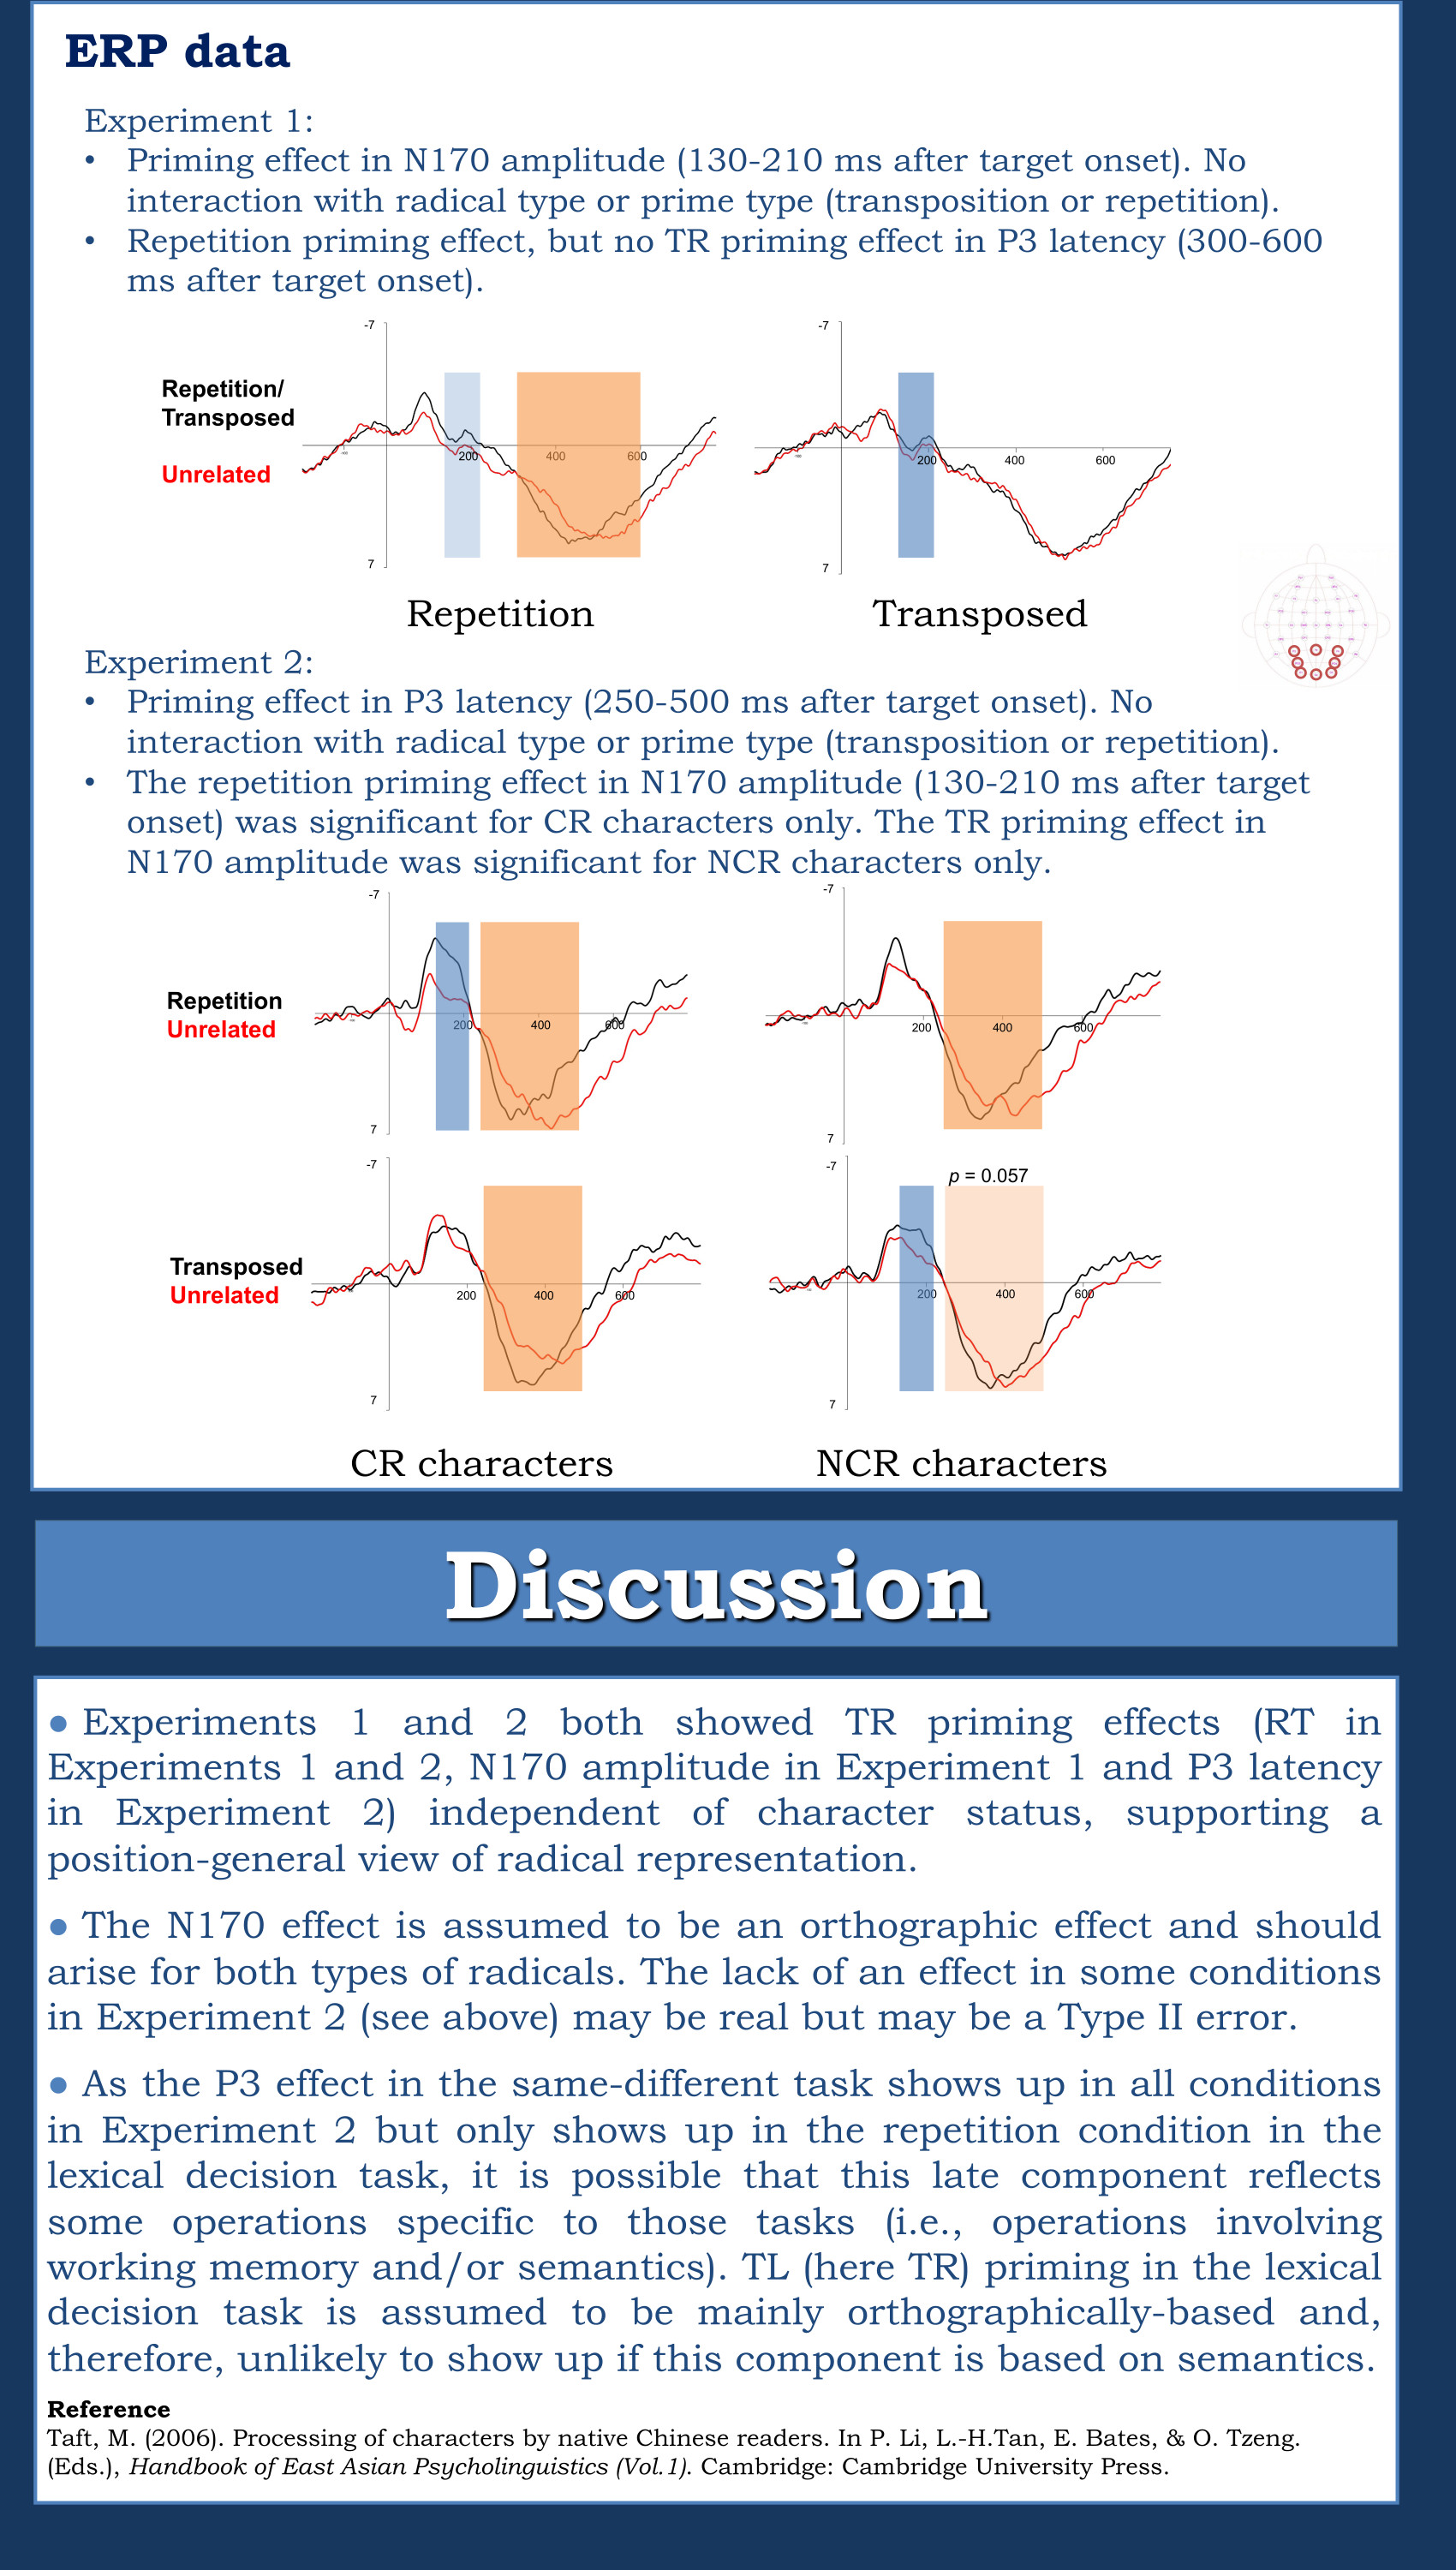 ERP data
Experiment 1:
• Priming effect in N170 amplitude (130-210 ms after target onset). No
interaction with radical type or prime type (transposition or repetition).
• Repetition priming effect, but no TR priming effect in P3 latency (300-600
ms after target onset).
-7
-7
Repetition/
Transposed
Unrelated
200 400 600
200 400 600
7
7
Repetition Transposed
Experiment 2:
• Priming effect in P3 latency (250-500 ms after target onset). No
interaction with radical type or prime type (transposition or repetition).
• The repetition priming effect in N170 amplitude (130-210 ms after target
onset) was significant for CR characters only. The TR priming effect in
N170 amplitude was significant for NCR characters only.
-7
-7
Repetition
Unrelated
200 400 600
200 400 600
7
7
-7
-7
p = 0.057
Transposed
Unrelated
200 400 600
200 400 600
7
7
CR characters NCR characters
Discussion
● Experiments 1 and 2 both showed TR priming effects (RT in
Experiments 1 and 2, N170 amplitude in Experiment 1 and P3 latency
in Experiment 2) independent of character status, supporting a
position-general view of radical representation.
● The N170 effect is assumed to be an orthographic effect and should
arise for both types of radicals. The lack of an effect in some conditions
in Experiment 2 (see above) may be real but may be a Type II error.
● As the P3 effect in the same-different task shows up in all conditions
in Experiment 2 but only shows up in the repetition condition in the
lexical decision task, it is possible that this late component reflects
some operations specific to those tasks (i.e., operations involving
working memory and/or semantics). TL (here TR) priming in the lexical
decision task is assumed to be mainly orthographically-based and,
therefore, unlikely to show up if this component is based on semantics.
Reference
Taft, M. (2006). Processing of characters by native Chinese readers. In P. Li, L.-H.Tan, E. Bates, & O. Tzeng.
(Eds.), Handbook of East Asian Psycholinguistics (Vol.1). Cambridge: Cambridge University Press.